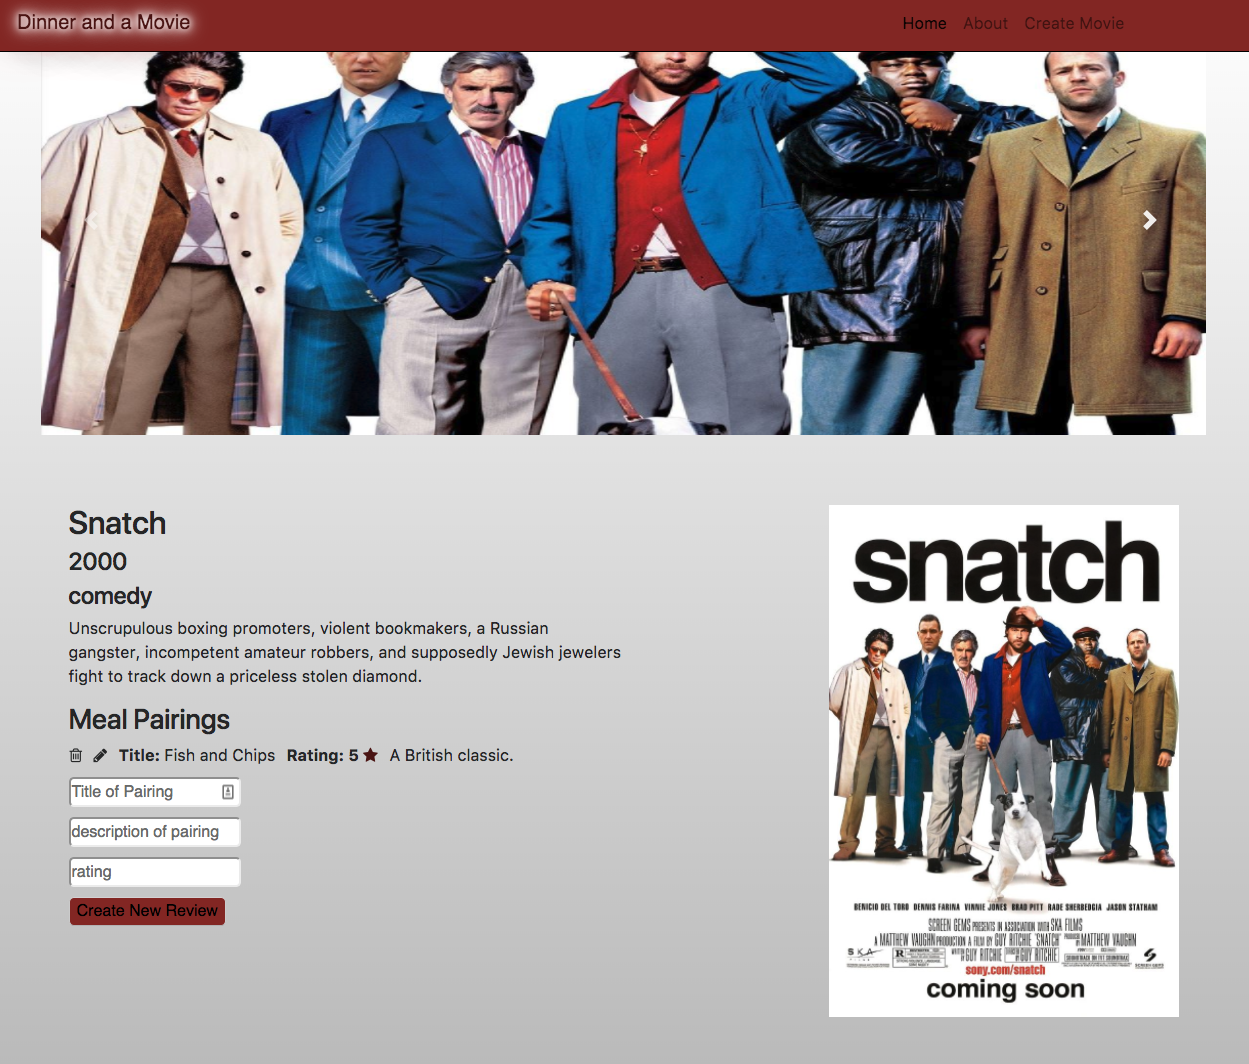 Dinner and a Movie
Home About Create Movie
Snatch
2000
comedy
Unscrupulous boxing promoters, violent bookmakers, a Russian
gangster, incompetent amateur robbers, and supposedly Jewish jewelers
fight to track down a priceless stolen diamond.
Meal Pairings
Title: Fish and Chips Rating: 5 A British classic.
Title of Pairing
description of pairing
rating
Create New Review
snatch
BENICIO DEL TORO DENNIS FARINA VINNIE JONES BRAD PITT RADE SHERBEDGIA JASON STATHAM
SCREEN GEMS PRESENTS IN ASSOCIATION WITH SKA FILMS
A MATTHEW VAUGHN PRODUCTION A FILM BY GUY RITCHIE "SNATCH" PRODUCED BY MATTHEW VAUGHN
SKA
R
WRITTEN BY GUY RITCHIE DIRECTED BY GUY RITCHIE
sony.com/snatch
coming soon